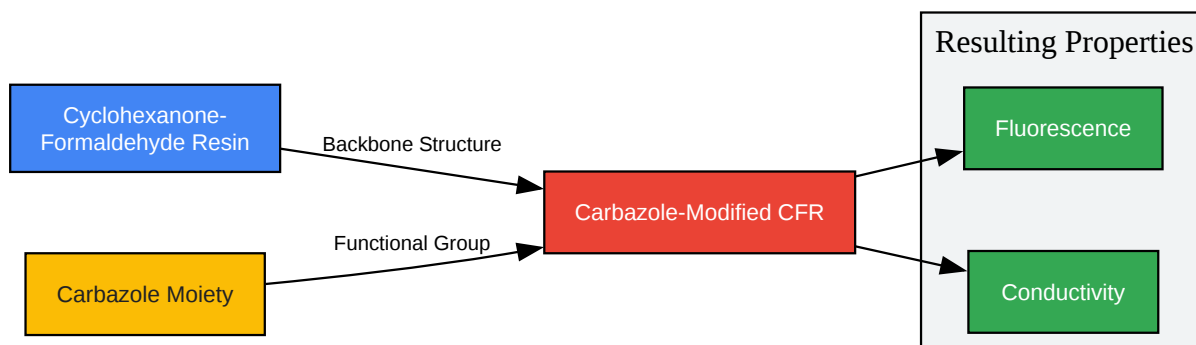 Resulting Properties
Cyclohexanone-
Formaldehyde Resin
Backbone Structure
Fluorescence
Carbazole-Modified CFR
Functional Group
Carbazole Moiety
Conductivity